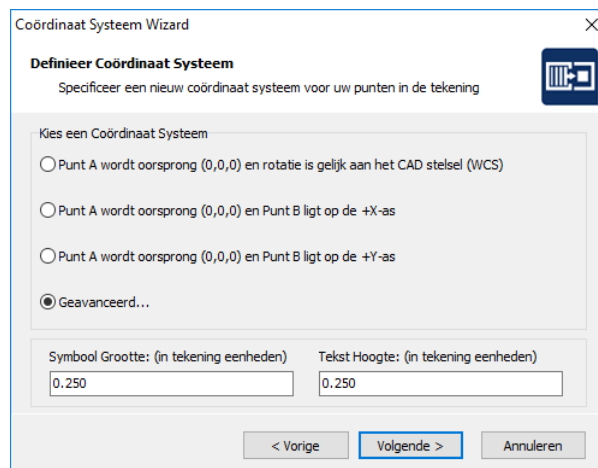 Coördinaat Systeem Wizard
Definieer Coördinaat Systeem
Specificeer een nieuw coördinaat systeem voor uw punten in de tekening
Kies een Coördinaat Systeem
Punt A wordt oorsprong (0,0,0) en rotatie is gelijk aan het CAD stelsel (WCS)
Punt A wordt oorsprong (0,0,0) en Punt B ligt op de +X-as
Punt A wordt oorsprong (0,0,0) en Punt B ligt op de +Y-as
Geavanceerd...
Symbool Grootte: (in tekening eenheden) Tekst Hoogte: (in tekening eenheden)
0.250 0.250
< Vorige Volgende > Annuleren